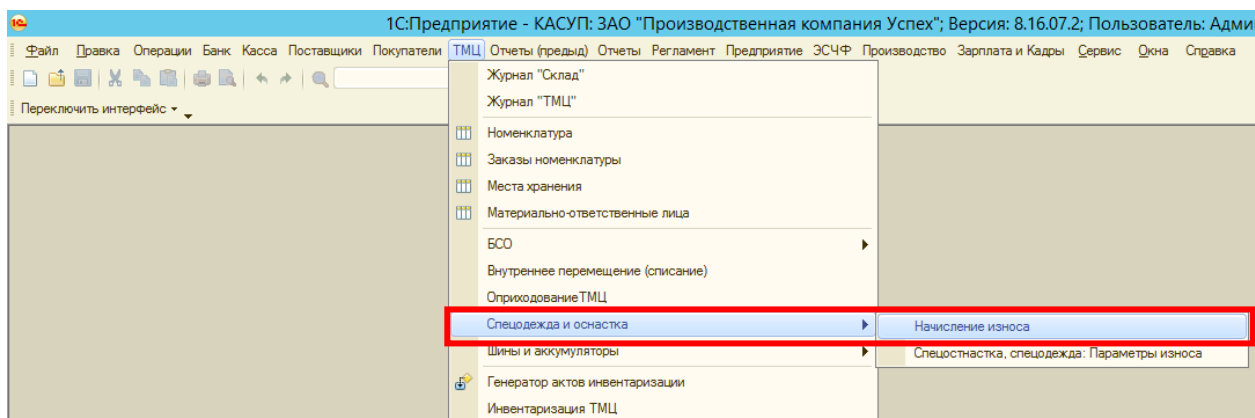 1С:Предприятие - КАСУП: ЗАО "Производственная компания Успех"; Версия: 8.16.07.2; Пользователь: Адми
Файл Правка Операции Банк Касса Поставщики Покупатели ТМЦ Отчеты (предыд) Отчеты Регламент Предприятие ЭСЧФ Производство Зарплата и Кадры Сервис Окна Справка
Переключить интерфейс
Журнал "Склад"
Журнал "ТМЦ"
Номенклатура
Заказы номенклатуры
Места хранения
Материально-ответственные лица
БСО
Внутреннее перемещение (списание)
Оприходование ТМЦ
Спецодежда и оснастка
Начисление износа
Шины и аккумуляторы
Спецостнастка, спецодежда: Параметры износа
Генератор актов инвентаризации
Инвентаризация ТМЦ